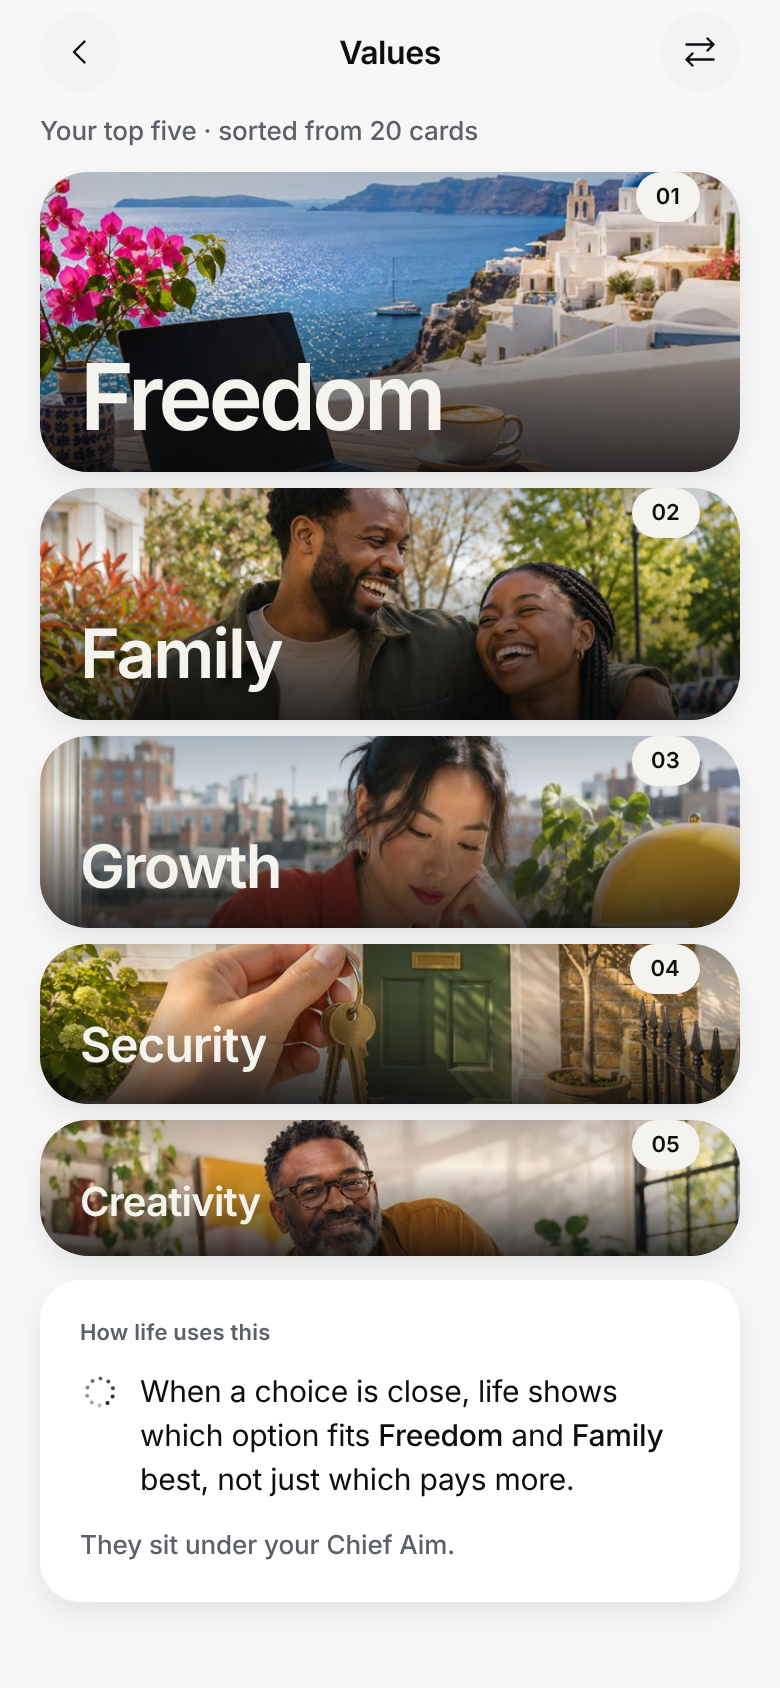 Values
Your top five · sorted from 20 cards
01
Freedom
02
Family
03
Growth
04
Security
05
Creativity
How life uses this
When a choice is close, life shows
which option fits Freedom and Family
best, not just which pays more.
They sit under your Chief Aim.